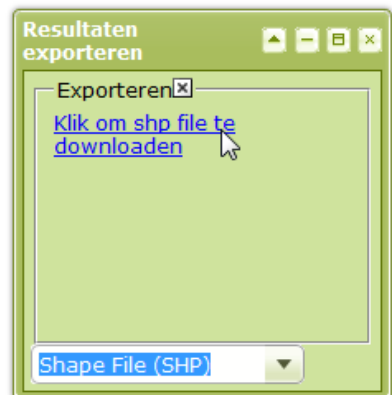 Resultaten
exporteren
Exporteren
Klik om shp file te
downloaden
Shape File (SHP)